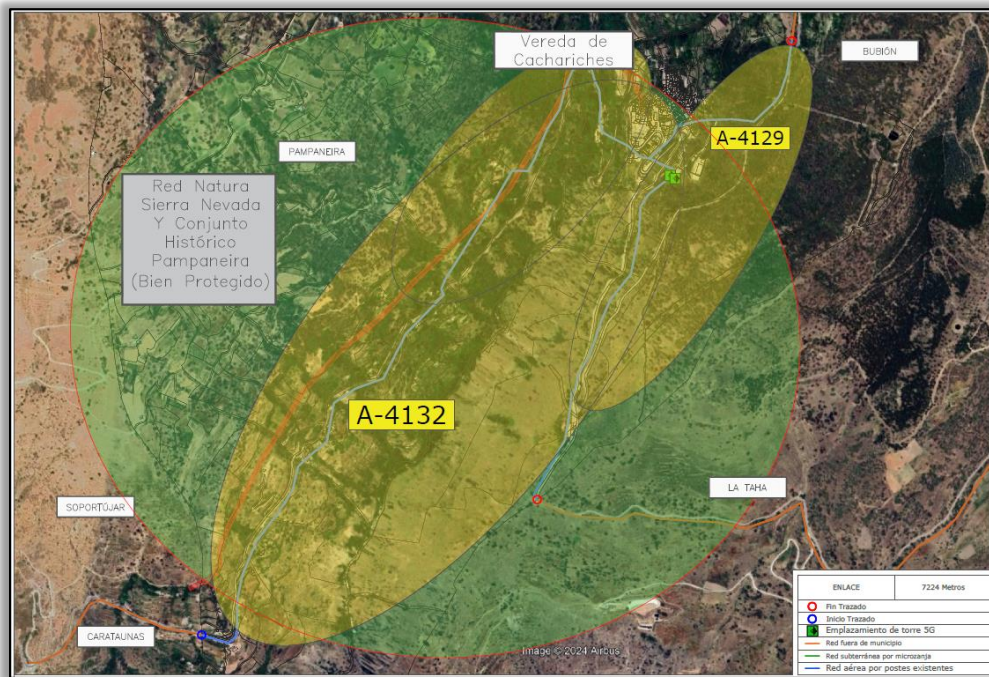 Vereda de
Cachariches
BUBIÓN
A-4129
PAMPANEIRA
Red Natura
Sierra Nevada
Y Conjunto
Histórico
Pampaneira
(Bien Protegido)
A-4132
SOPORTÚJAR
LA TAHA
CARATAUNAS
Image © 2024 Airbus
ENLACE 7224 Metros
Fin Trazado
Inicio Trazado
Emplazamiento de torre 5G
Red fuera de municipio
Red subterránea por microzanja
Red aérea por postes existentes